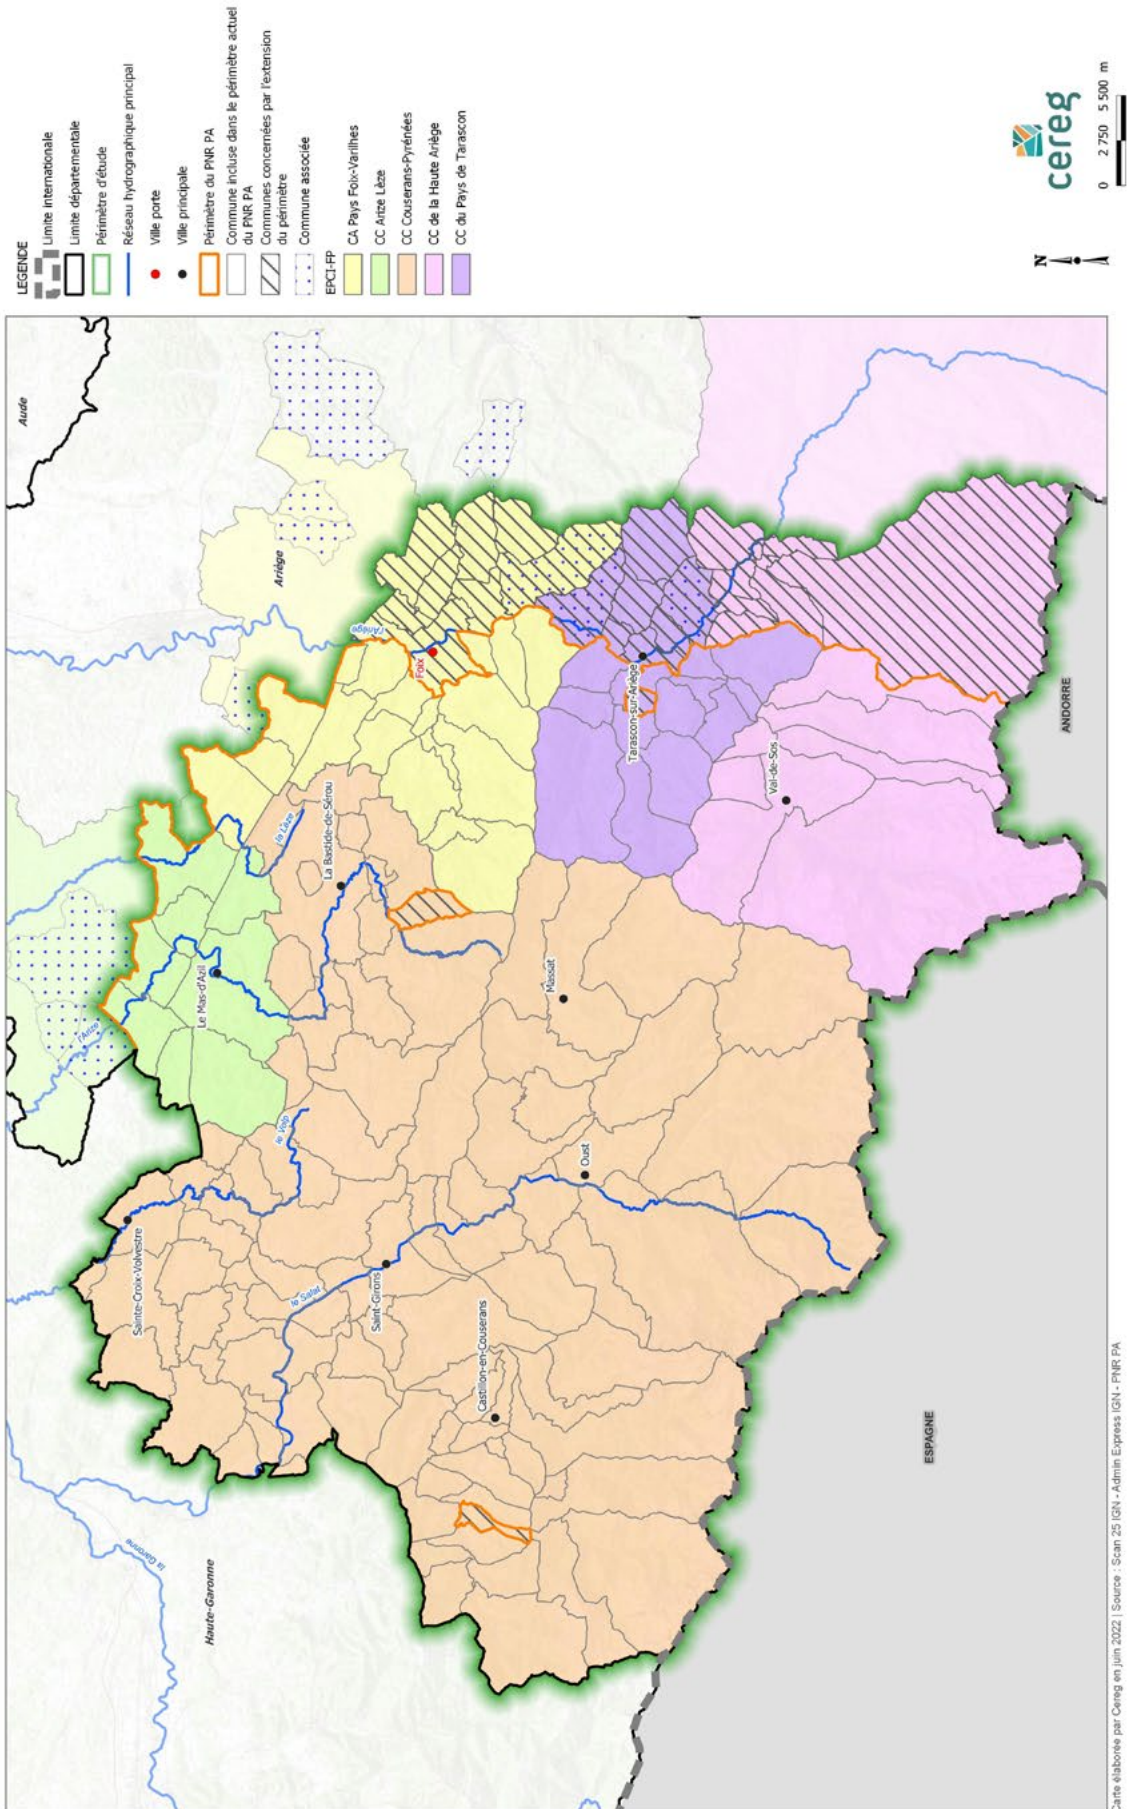 LEGENDE
Limite internationale
Limite départementale
Périmètre d'étude
Réseau hydrographique principal
Ville porte
Ville principale
Périmètre du PNR PA
Commune incluse dans le périmètre actuel
du PNR PA
Communes concernées par l'extension
du périmètre
Commune associée
EPCI-FP
CA Pays Foix-Varilhes
CC Arize Lèze
CC Couserans-Pyrénées
CC de la Haute Ariège
CC du Pays de Tarascon
N
cereg
0 2 750 5 500 m
Aude
Ariège
l'Ariège
Foix
Tarascon-sur-Ariège
Val-de-Sos
ANDORRE
la Lèze
La Bastide-de-Sérou
Le Mas-d'Azil
l'Arize
Massat
le Volp
Oust
Sainte-Croix-Volvestre
le Salat
Saint-Girons
Castillon-en-Couserans
la Garonne
Haute-Garonne
ESPAGNE
Carte élaborée par Cereg en juin 2022 | Source : Scan 25 IGN - Admin Express IGN - PNR PA